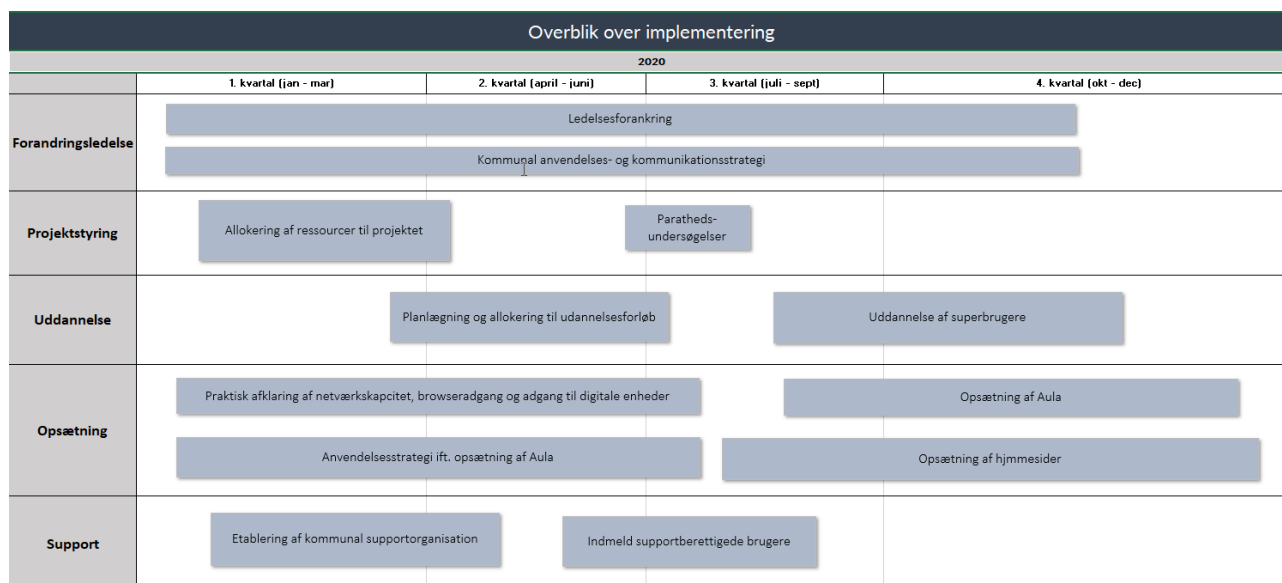 Overblik over implementering
2020
1. kvartal (jan - mar)
2. kvartal (april - juni)
3. kvartal (juli - sept)
4. kvartal (okt - dec)
Forandringsledelse
Ledelsesforankring
Kommunal anvendelses- og kommunikationsstrategi
Projektstyring
Allokering af ressourcer til projektet
Paratheds-
undersøgelser
Uddannelse
Planlægning og allokering til udannelsesforløb
Uddannelse af superbrugere
Opsætning
Praktisk afklaring af netværkskapcitet, browseradgang og adgang til digitale enheder
Opsætning af Aula
Anvendelsesstrategi ift. opsætning af Aula
Opsætning af hjmmesider
Support
Etablering af kommunal supportorganisation
Indmeld supportberettigede brugere